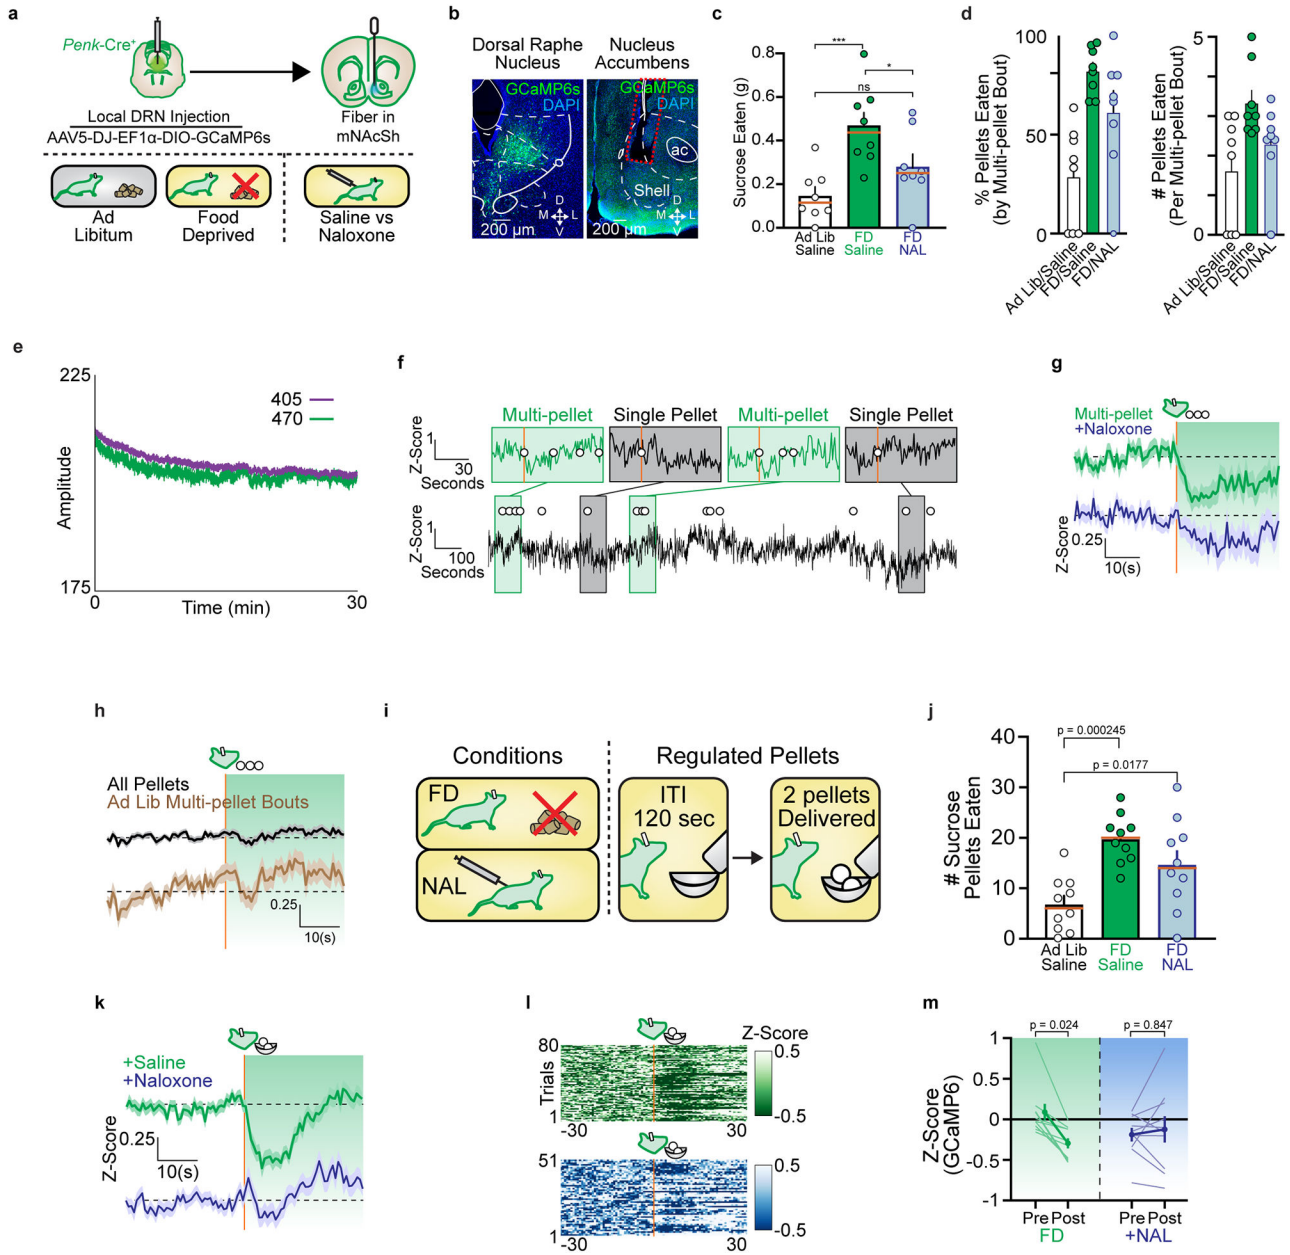 a
Penk-Cre+
Local DRN Injection
AAV5-DJ-EF1α-DIO-GCaMP6s
Fiber in
mNAcSh
Ad
Libitum
Food
Deprived
Saline vs
Naloxone
b
Dorsal Raphe
Nucleus
Nucleus
Accumbens
GCaMP6s
DAPI
200 µm
D
M
L
V
GCaMP6s
DAPI
ac
Shell
200 µm
D
M
L
V
c
Sucrose Eaten (g)
0.8
0.6
0.4
0.2
0.0
***
*
ns
Ad Lib
Saline
FD
Saline
FD
NAL
d
% Pellets Eaten
(by Multi-pellet Bout)
100
50
0
Ad Lib/Saline
FD/Saline
FD/NAL
# Pellets Eaten
(Per Multi-pellet Bout)
5
0
Ad Lib/Saline
FD/Saline
FD/NAL
e
225
175
Amplitude
405
470
0
30
Time (min)
f
Multi-pellet
Single Pellet
Multi-pellet
Single Pellet
Z-Score
1
30
Seconds
Z-Score
1
100
Seconds
g
Multi-pellet
+Naloxone
Z-Score
0.25
10(s)
h
All Pellets
Ad Lib Multi-pellet Bouts
0.25
10(s)
i
Conditions
FD
NAL
Regulated Pellets
ITI
120 sec
2 pellets
Delivered
j
# Sucrose
Pellets Eaten
40
30
20
10
0
p = 0.000245
p = 0.0177
Ad Lib
Saline
FD
Saline
FD
NAL
k
+Saline
+Naloxone
Z-Score
0.25
10(s)
l
Z-Score
Trials
80
1
-30
30
0.5
-0.5
51
1
-30
30
0.5
-0.5
m
p = 0.024
p = 0.847
Z-Score
(GCaMP6)
1
0.5
0
-0.5
-1
Pre Post
FD
Pre Post
+NAL